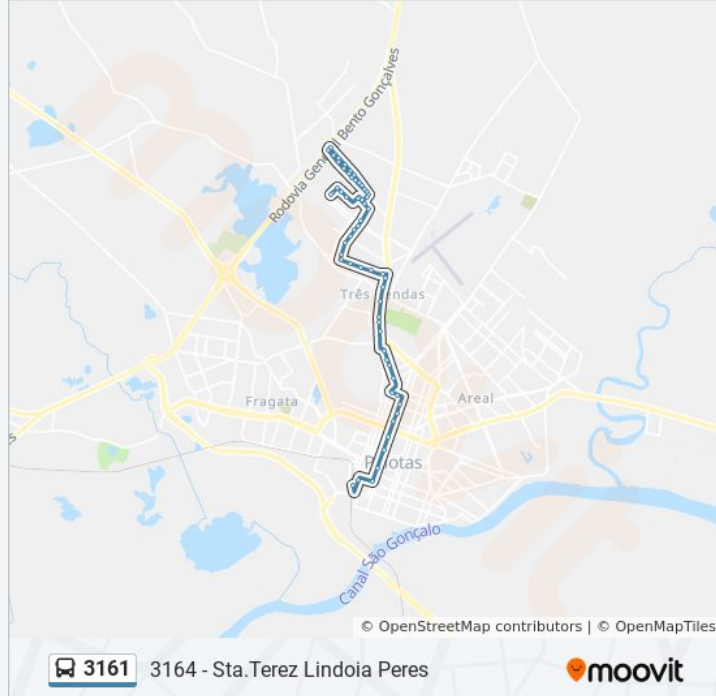 Rodovia General Bento Gonçalves
Três Vendas
Fragata
Areal
Pelotas
Canal São Gonçalo
© OpenStreetMap contributors | © OpenMapTiles
3161 3164 - Sta.Terez Lindoia Peres
moovit